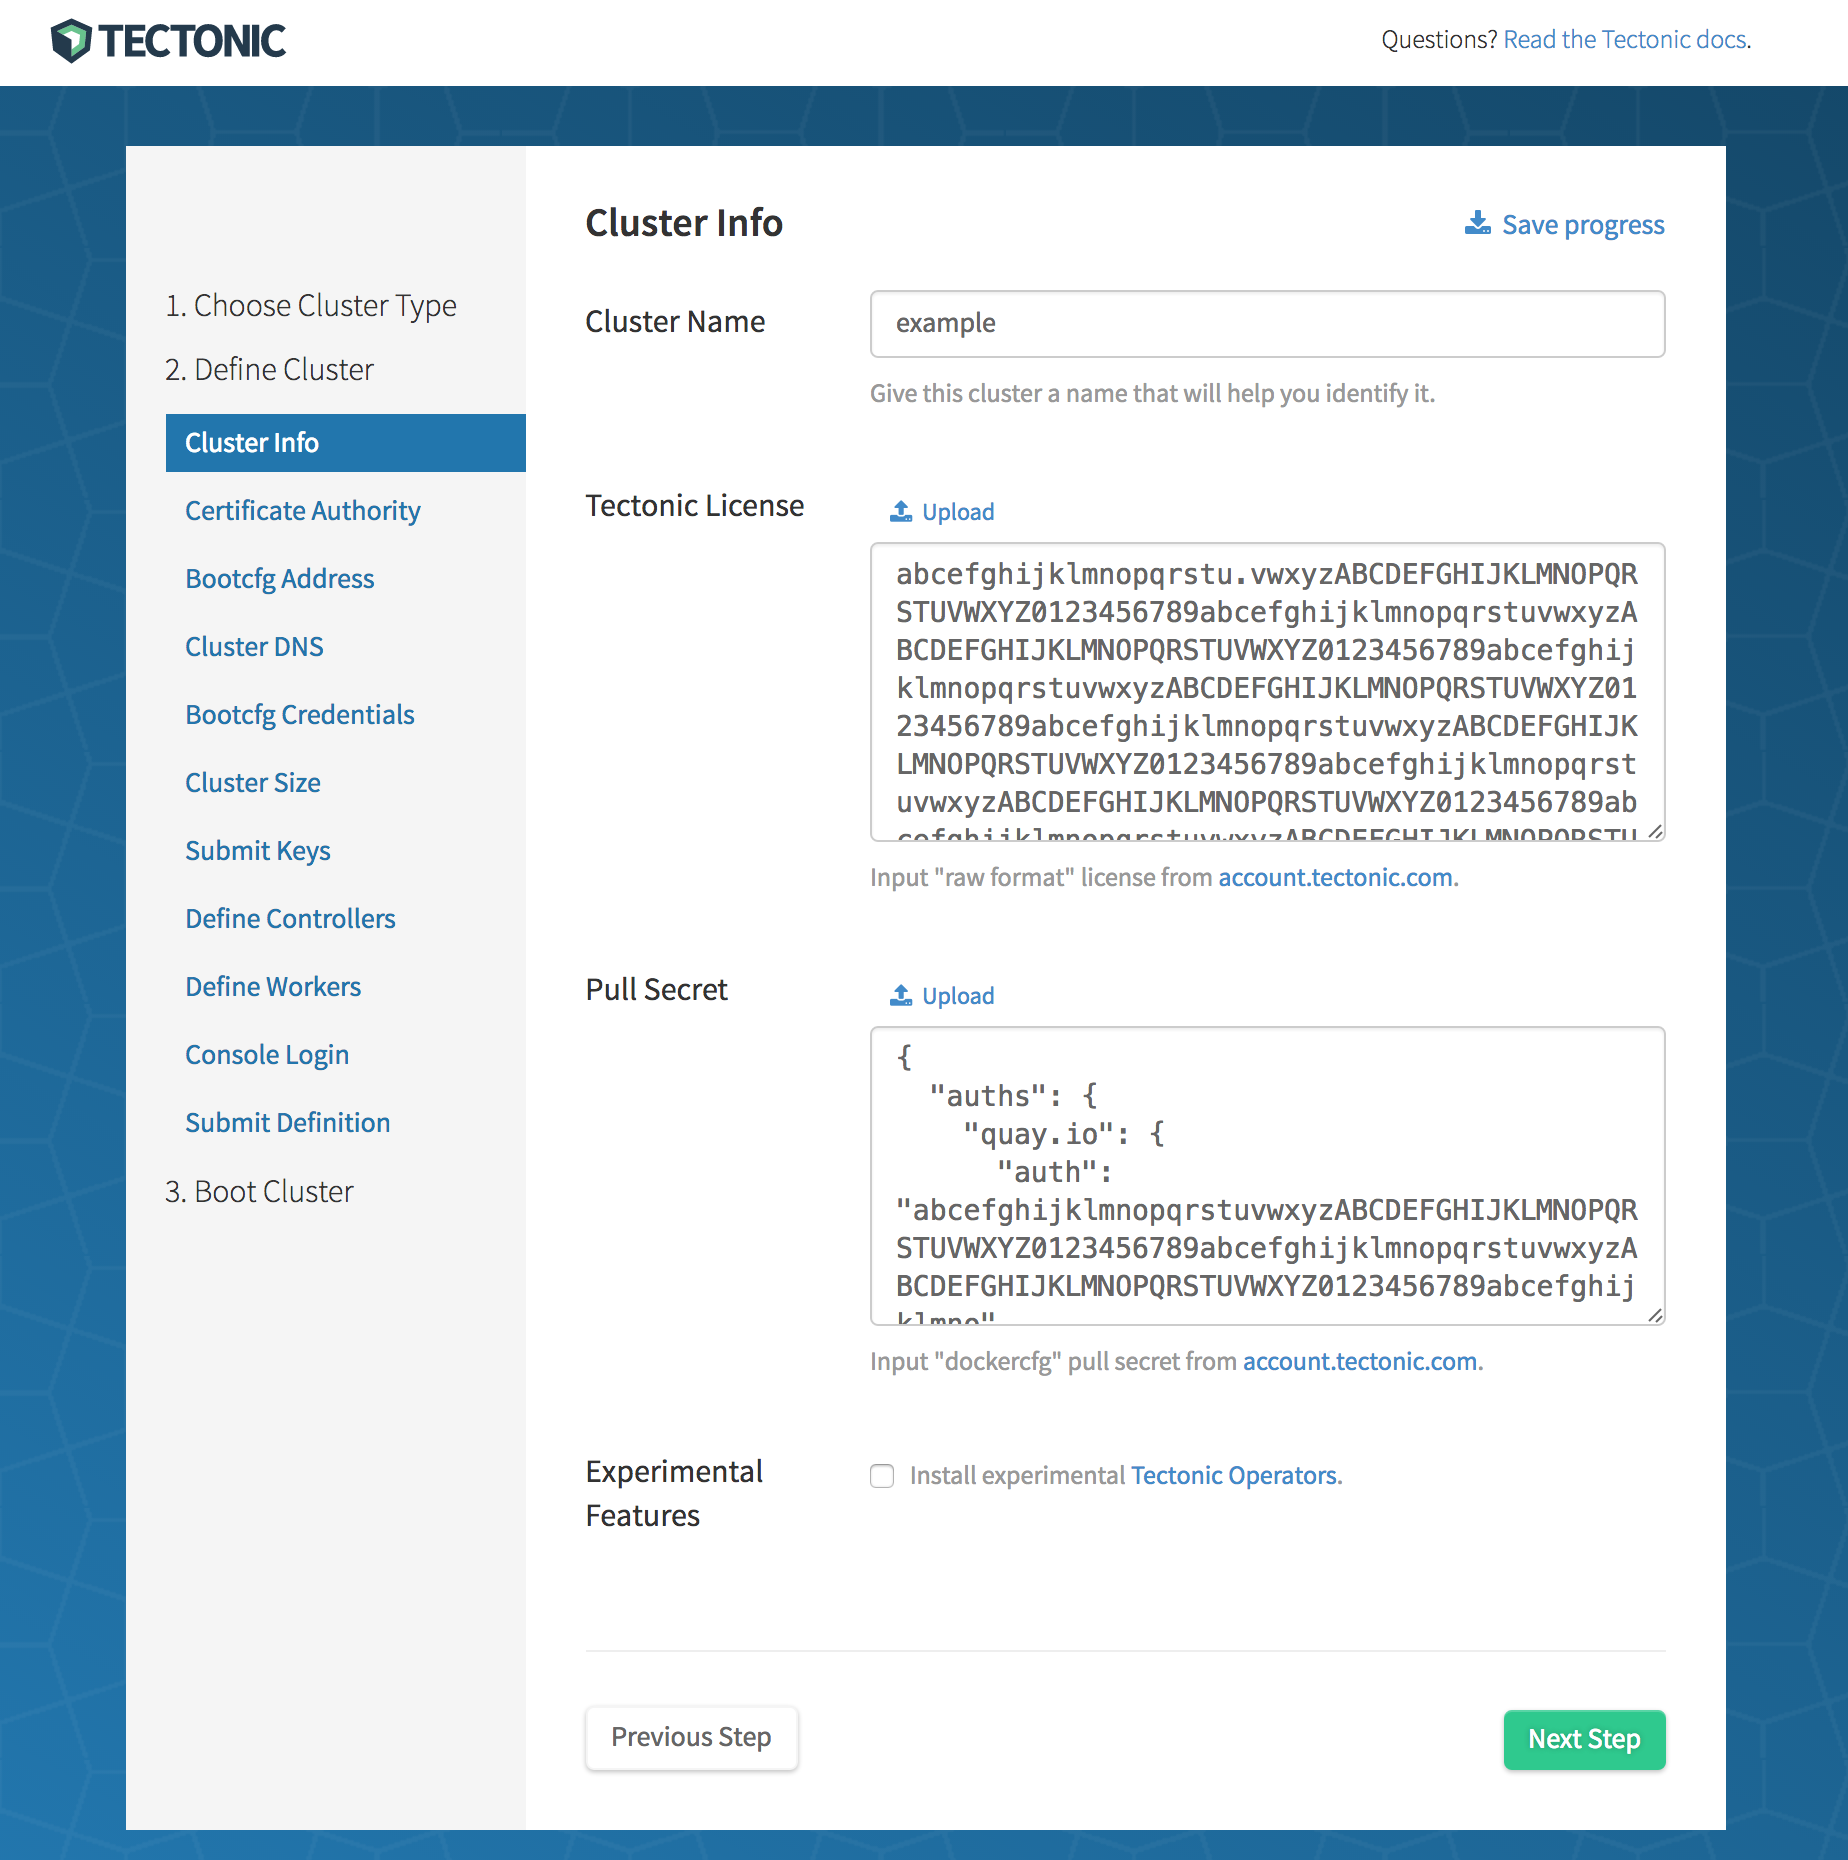 TECTONIC
Questions? Read the Tectonic docs.
1. Choose Cluster Type
2. Define Cluster
Cluster Info
Certificate Authority
Bootcfg Address
Cluster DNS
Bootcfg Credentials
Cluster Size
Submit Keys
Define Controllers
Define Workers
Console Login
Submit Definition
3. Boot Cluster
Cluster Info
Save progress
Cluster Name
example
Give this cluster a name that will help you identify it.
Tectonic License
Upload
abcefghijklmnopqrstu.vwxyzABCDEFGHIJKLMNOPQR
STUVWXYZ0123456789abcefghijklmnopqrstuvwxyzA
BCDEFGHIJKLMNOPQRSTUVWXYZ0123456789abcefghij
klmnopqrstuvwxyzABCDEFGHIJKLMNOPQRSTUVWXYZ01
23456789abcefghijklmnopqrstuvwxyzABCDEFGHIJK
LMNOPQRSTUVWXYZ0123456789abcefghijklmnopqrst
uvwxyzABCDEFGHIJKLMNOPQRSTUVWXYZ0123456789ab
cefghijklmnopqrstuvwxyzABCDEFGHIJKLMNOPQRSTU
Input "raw format" license from account.tectonic.com.
Pull Secret
Upload
{
"auths": {
"quay.io": {
"auth":
"abcefghijklmnopqrstuvwxyzABCDEFGHIJKLMNOPQR
STUVWXYZ0123456789abcefghijklmnopqrstuvwxyzA
BCDEFGHIJKLMNOPQRSTUVWXYZ0123456789abcefghij
klmno"
Input "dockercfg" pull secret from account.tectonic.com.
Experimental
Features
Install experimental Tectonic Operators.
Previous Step
Next Step